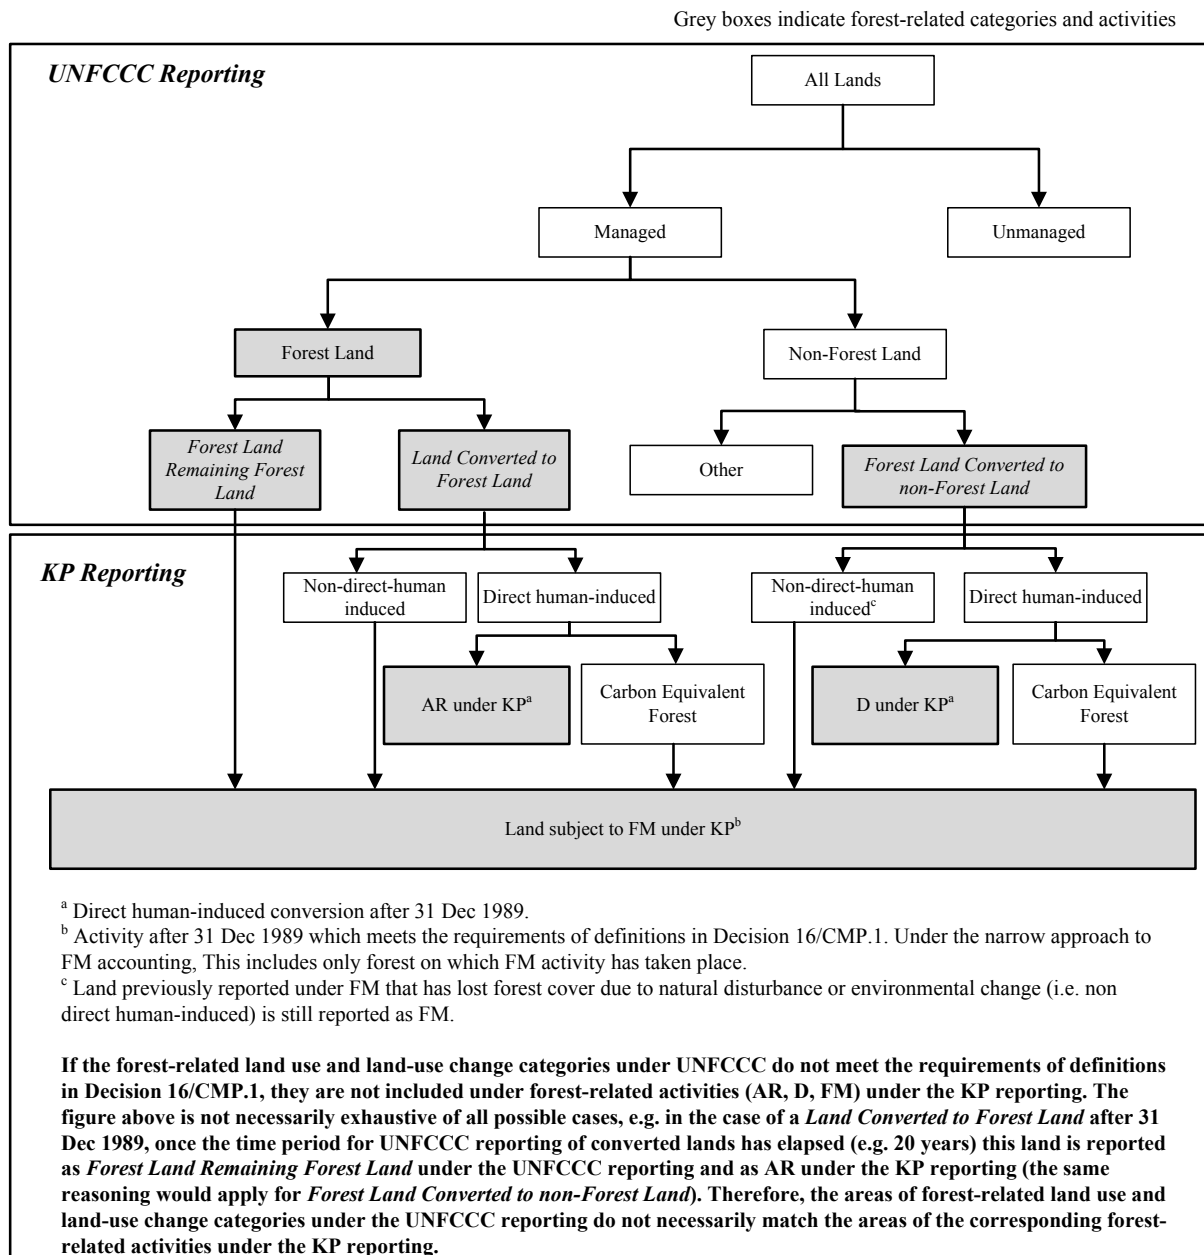 Grey boxes indicate forest-related categories and activities
UNFCCC Reporting
All Lands
Managed
Unmanaged
Forest Land
Non-Forest Land
Forest Land
Remaining Forest
Land
Land Converted to
Forest Land
Other
Forest Land Converted to
non-Forest Land
KP Reporting
Non-direct-human
induced
Direct human-induced
Non-direct-human
inducedc
Direct human-induced
AR under KPa
Carbon Equivalent
Forest
D under KPa
Carbon Equivalent
Forest
Land subject to FM under KPb
a Direct human-induced conversion after 31 Dec 1989.
b Activity after 31 Dec 1989 which meets the requirements of definitions in Decision 16/CMP.1. Under the narrow approach to
FM accounting, This includes only forest on which FM activity has taken place.
c Land previously reported under FM that has lost forest cover due to natural disturbance or environmental change (i.e. non
direct human-induced) is still reported as FM.
If the forest-related land use and land-use change categories under UNFCCC do not meet the requirements of definitions
in Decision 16/CMP.1, they are not included under forest-related activities (AR, D, FM) under the KP reporting. The
figure above is not necessarily exhaustive of all possible cases, e.g. in the case of a Land Converted to Forest Land after 31
Dec 1989, once the time period for UNFCCC reporting of converted lands has elapsed (e.g. 20 years) this land is reported
as Forest Land Remaining Forest Land under the UNFCCC reporting and as AR under the KP reporting (the same
reasoning would apply for Forest Land Converted to non-Forest Land). Therefore, the areas of forest-related land use and
land-use change categories under the UNFCCC reporting do not necessarily match the areas of the corresponding forest-
related activities under the KP reporting.